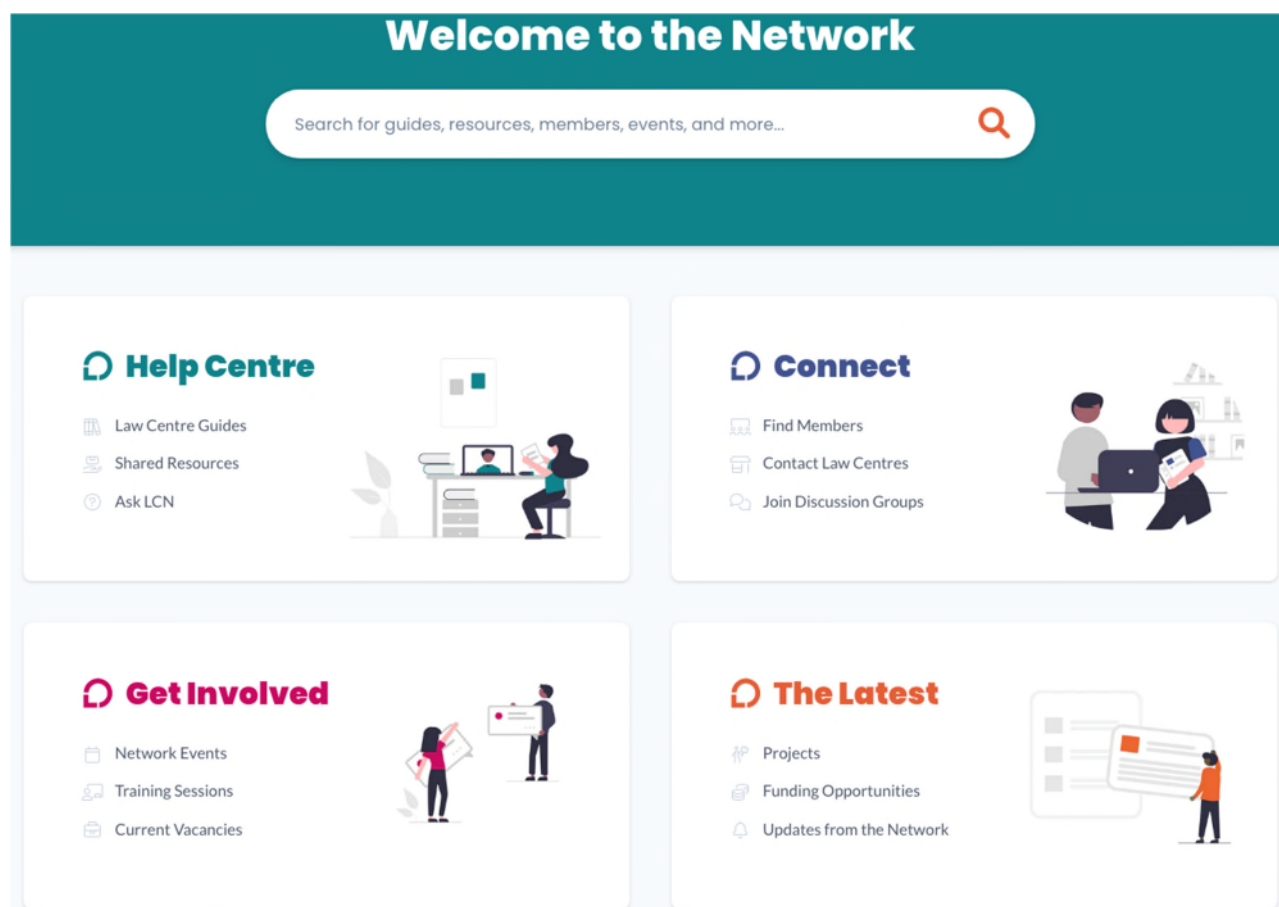 Welcome to the Network
Search for guides, resources, members, events, and more...
Help Centre
Law Centre Guides
Shared Resources
Ask LCN
Connect
Find Members
Contact Law Centres
Join Discussion Groups
Get Involved
Network Events
Training Sessions
Current Vacancies
The Latest
Projects
Funding Opportunities
Updates from the Network